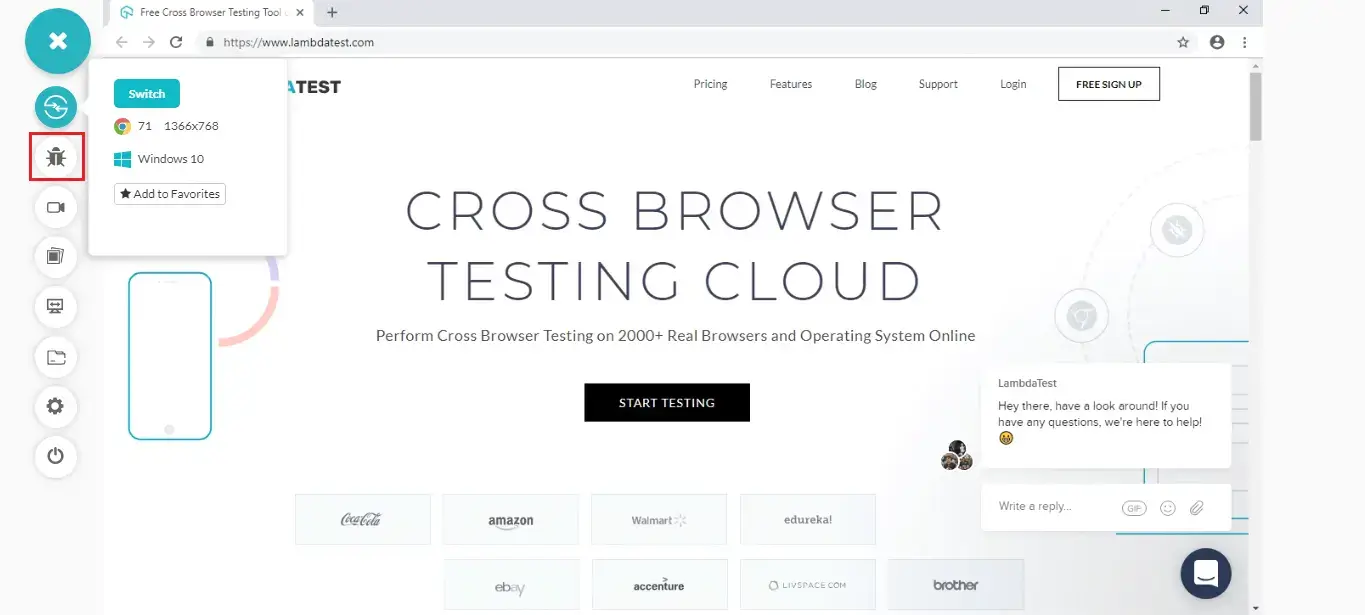 Free Cross Browser Testing Tool
https://www.lambdatest.com
Switch
71 1366x768
Windows 10
Add to Favorites
ATEST
Pricing Features Blog Support Login FREE SIGN UP
CROSS BROWSER
TESTING CLOUD
Perform Cross Browser Testing on 2000+ Real Browsers and Operating System Online
START TESTING
LambdaTest
Hey there, have a look around! If you
have any questions, we're here to help!
Write a reply...
GIF
Coca-Cola amazon Walmart edureka!
ebay accenture LIVSPACE.COM brother